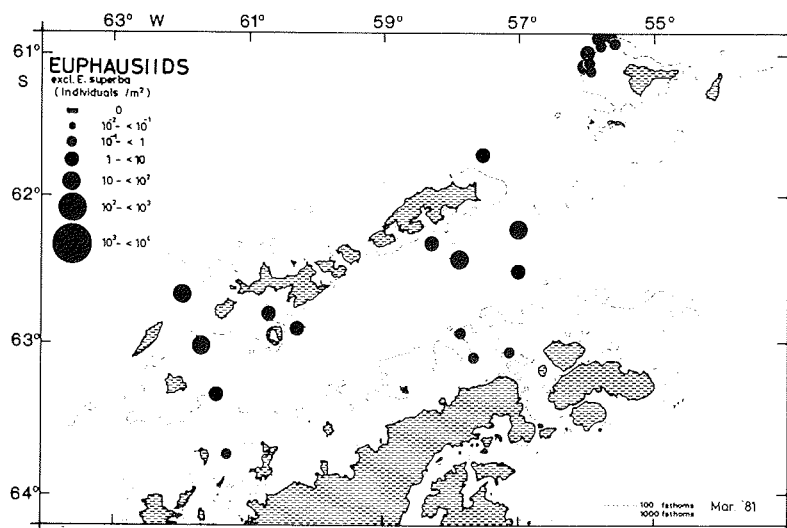 63° W 61° 59° 57° 55°
61°
S
EUPHAUSIIDS
excl. E. superba
(Individuals /m²)
0
10⁻² - < 10⁻¹
10⁻¹ - < 1
1 - < 10
10 - < 10²
10² - < 10³
10³ - < 10⁴
62°
63°
64°
100 fathoms
1000 fathoms
Mar. '81